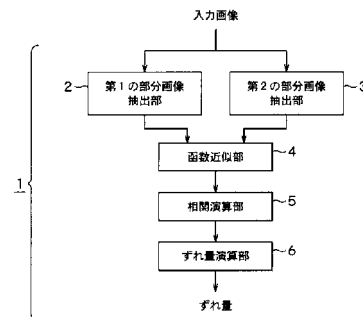 入力画像
1
2
第1の部分画像
抽出部
第2の部分画像
抽出部
3
函数近似部
4
相関演算部
5
ずれ量演算部
6
ずれ量